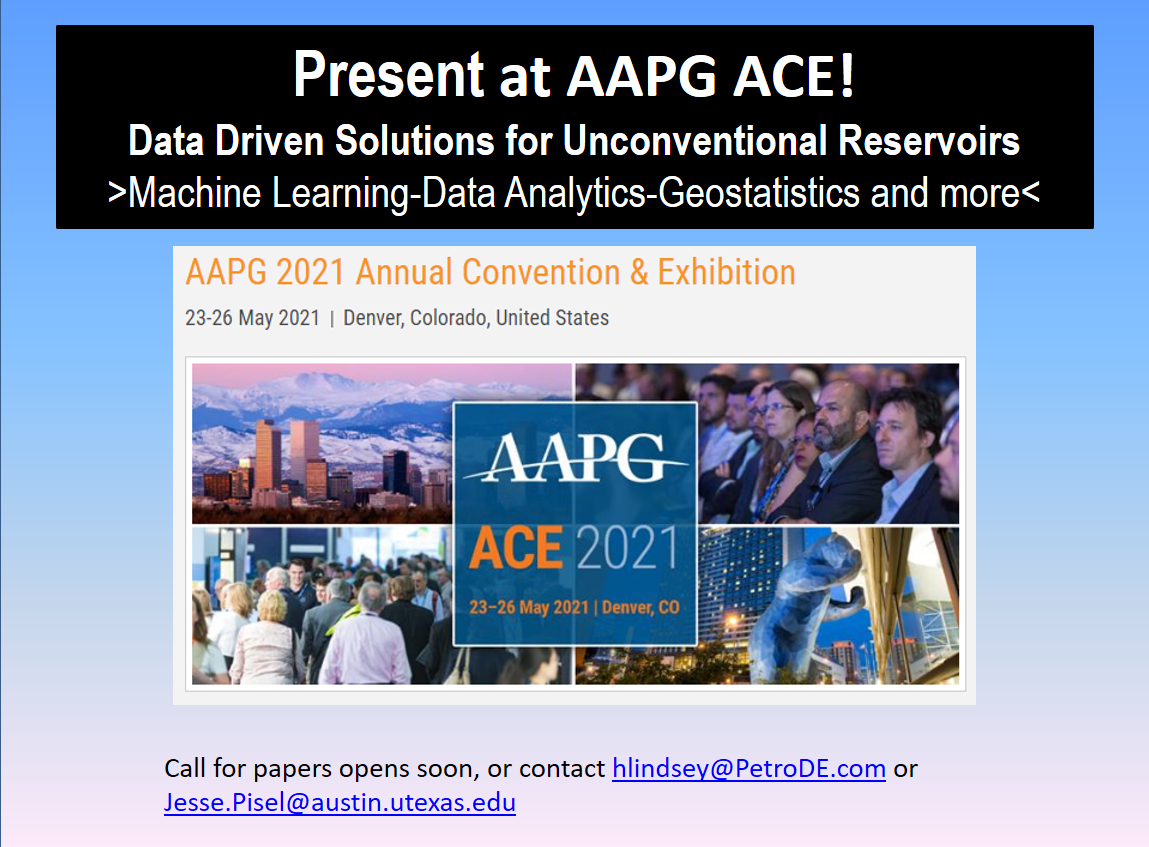 Present at AAPG ACE!
Data Driven Solutions for Unconventional Reservoirs
>Machine Learning-Data Analytics-Geostatistics and more<
AAPG 2021 Annual Convention & Exhibition
23-26 May 2021 | Denver, Colorado, United States
AAPG
ACE 2021
23–26 May 2021 | Denver, CO
Call for papers opens soon, or contact hlindsey@PetroDE.com or
Jesse.Pisel@austin.utexas.edu